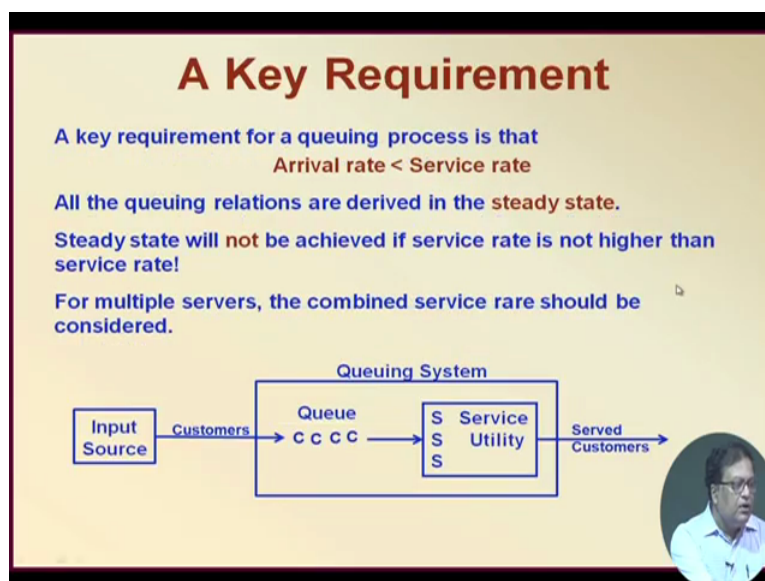 A Key Requirement
A key requirement for a queuing process is that
Arrival rate < Service rate
All the queuing relations are derived in the steady state.
Steady state will not be achieved if service rate is not higher than
service rate!
For multiple servers, the combined service rare should be
considered.
Queuing System
Input
Source
Customers
Queue
C C C C
S Service
S Utility
S
Served
Customers